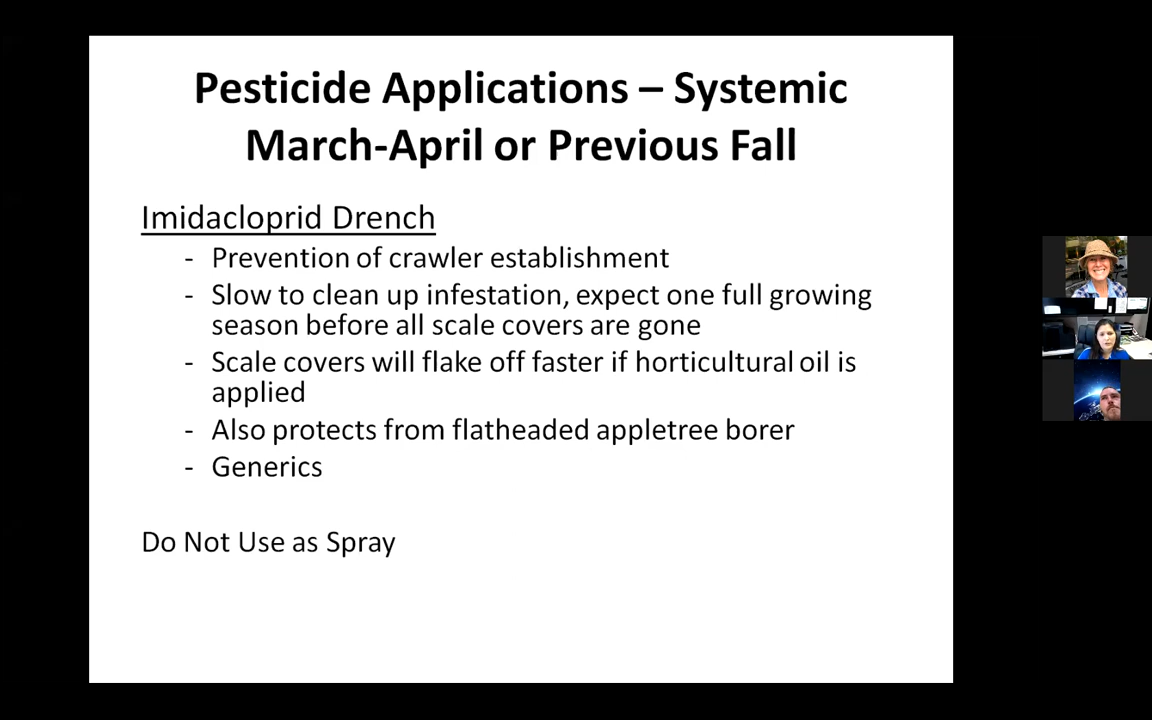 Pesticide Applications – Systemic
March-April or Previous Fall
Imidacloprid Drench
- Prevention of crawler establishment
- Slow to clean up infestation, expect one full growing
season before all scale covers are gone
- Scale covers will flake off faster if horticultural oil is
applied
- Also protects from flatheaded appletree borer
- Generics
Do Not Use as Spray